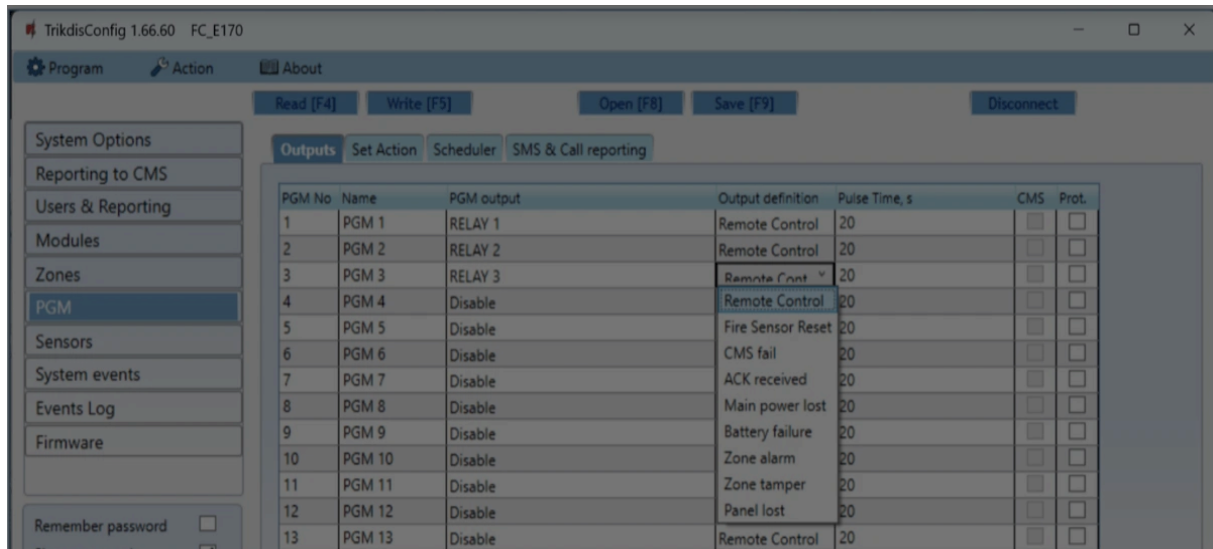 TrikdisConfig 1.66.60 FC_E170
Program Action About
Read [F4] Write [F5] Open [F8] Save [F9] Disconnect
System Options
Reporting to CMS
Users & Reporting
Modules
Zones
PGM
Sensors
System events
Events Log
Firmware
Remember password
Outputs Set Action Scheduler SMS & Call reporting
PGM No Name PGM output Output definition Pulse Time, s CMS Prot.
1 PGM 1 RELAY 1 Remote Control 20
2 PGM 2 RELAY 2 Remote Control 20
3 PGM 3 RELAY 3 Remote Cont 20
4 PGM 4 Disable Remote Control 20
5 PGM 5 Disable Fire Sensor Reset 20
6 PGM 6 Disable CMS fail 20
7 PGM 7 Disable ACK received 20
8 PGM 8 Disable Main power lost 20
9 PGM 9 Disable Battery failure 20
10 PGM 10 Disable Zone alarm 20
11 PGM 11 Disable Zone tamper 20
12 PGM 12 Disable Panel lost 20
13 PGM 13 Disable Remote Control 20